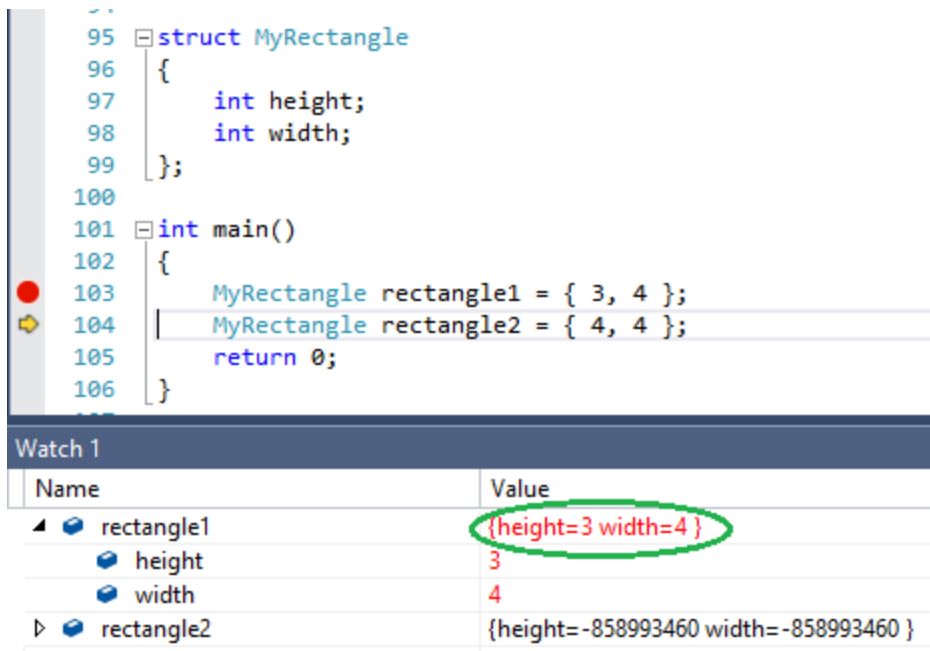 95 struct MyRectangle
96 {
97 int height;
98 int width;
99 };
100
101 int main()
102 {
103 MyRectangle rectangle1 = { 3, 4 };
104 MyRectangle rectangle2 = { 4, 4 };
105 return 0;
106 }
Watch 1
Name Value
rectangle1 {height=3 width=4 }
height 3
width 4
rectangle2 {height=-858993460 width=-858993460 }